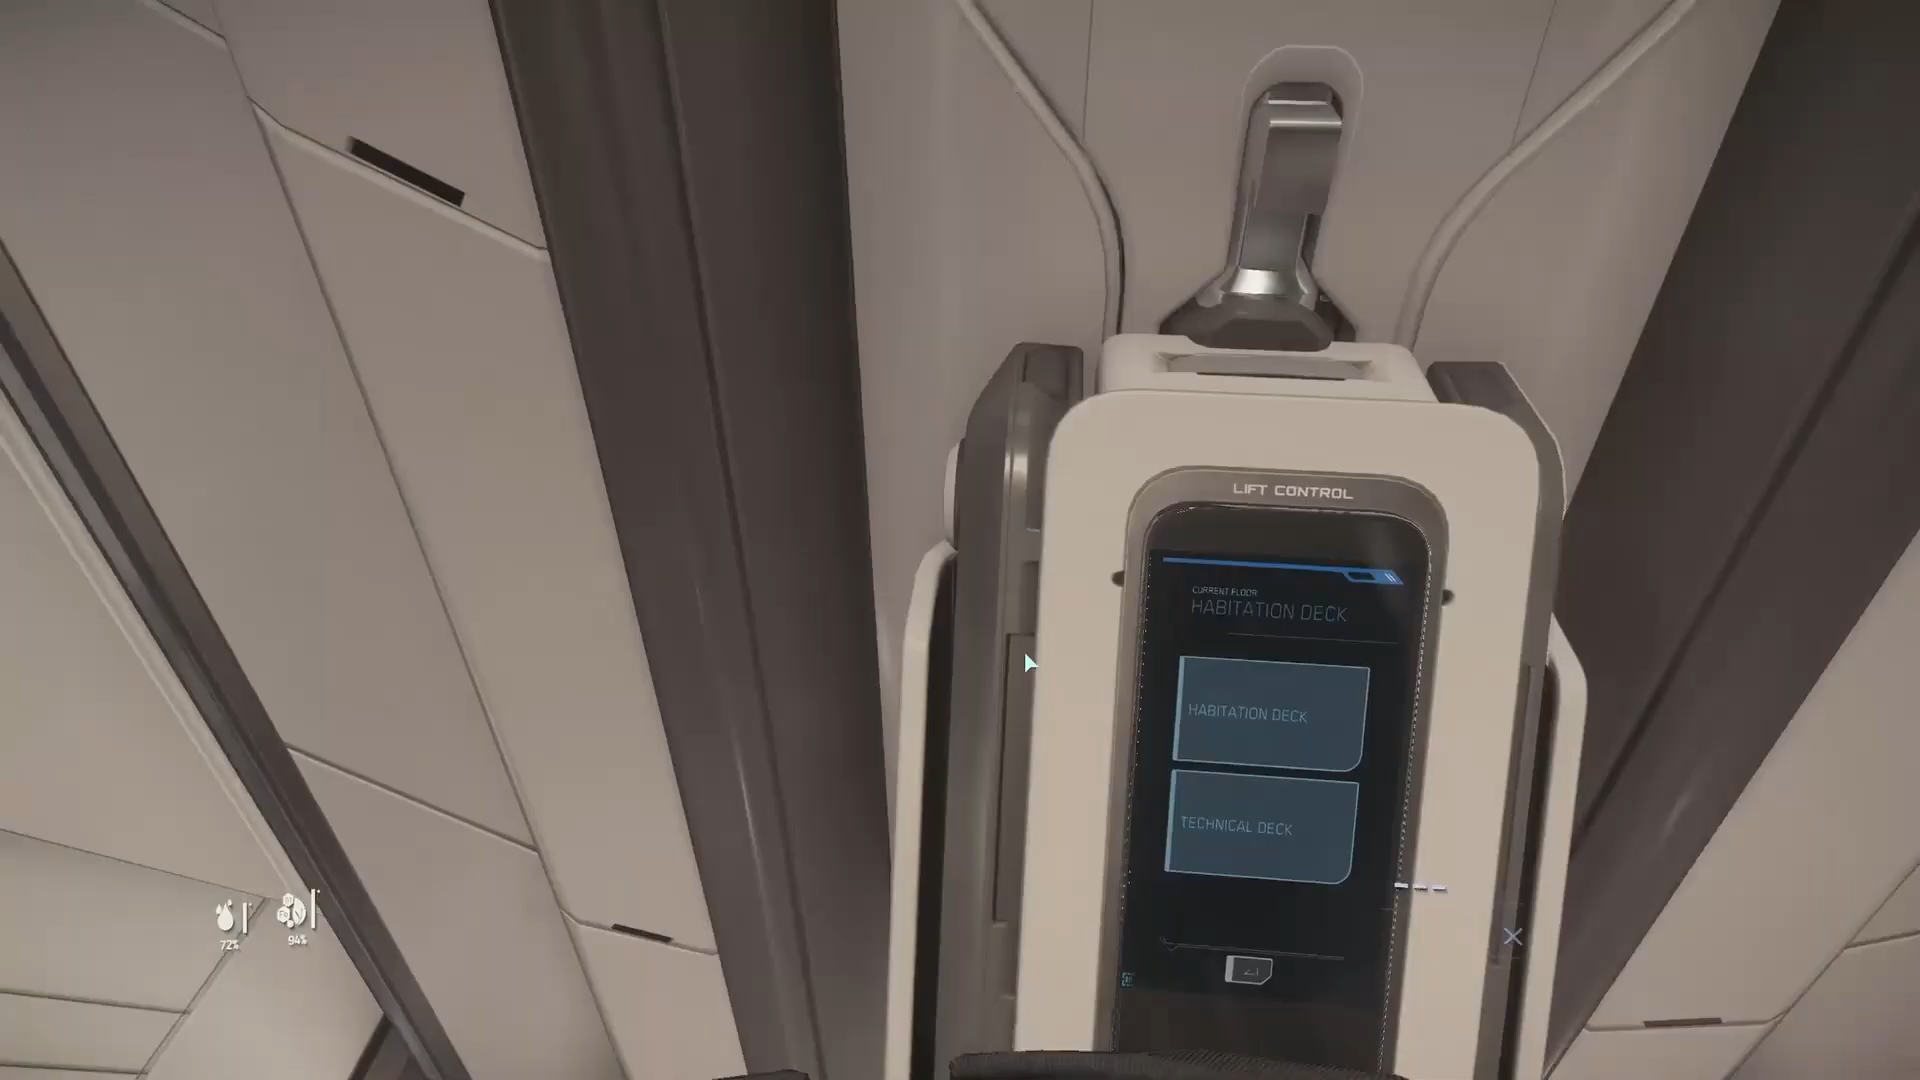 LIFT CONTROL
CURRENT FLOOR
HABITATION DECK
HABITATION DECK
TECHNICAL DECK
72%
94%